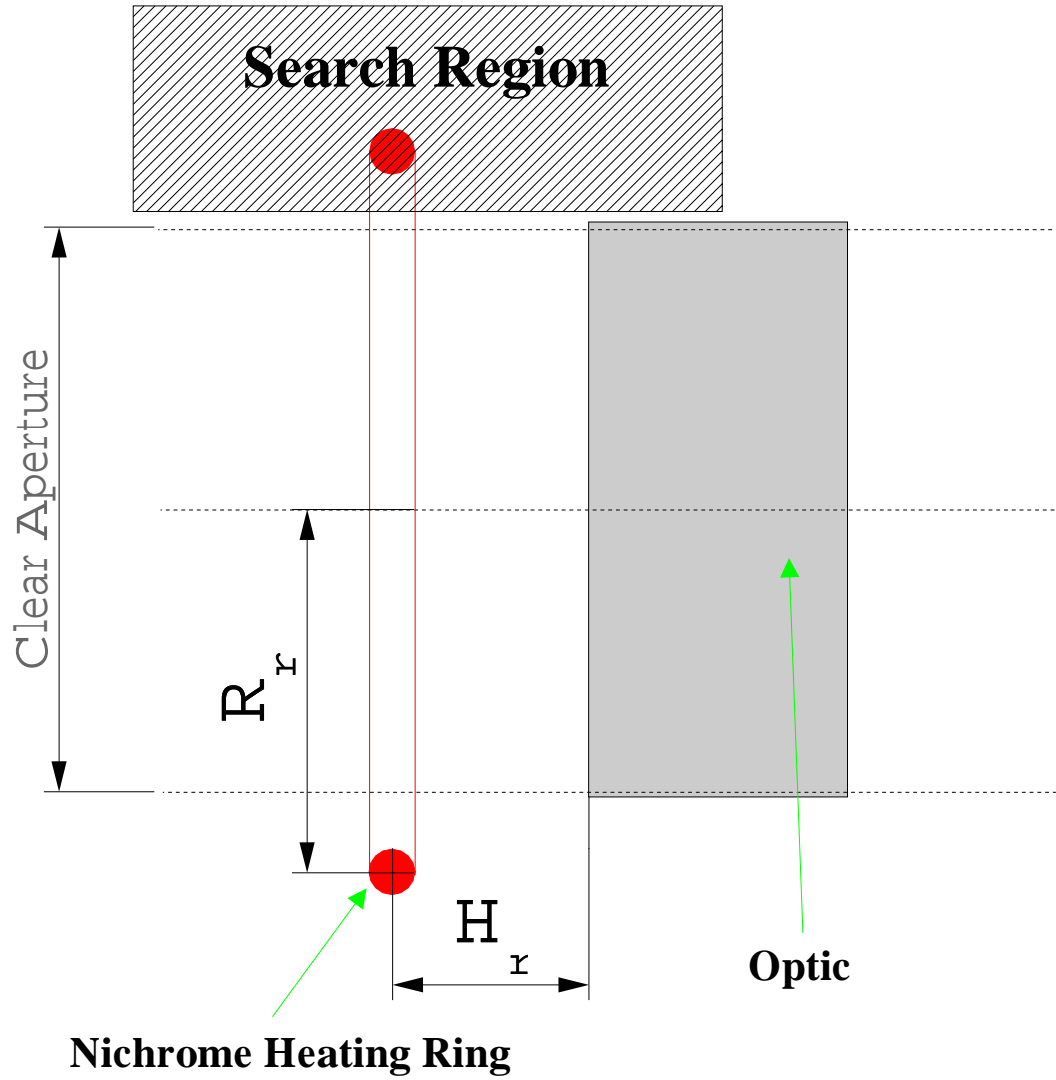 Search Region
Clear Aperture
R r
H r
Optic
Nichrome Heating Ring